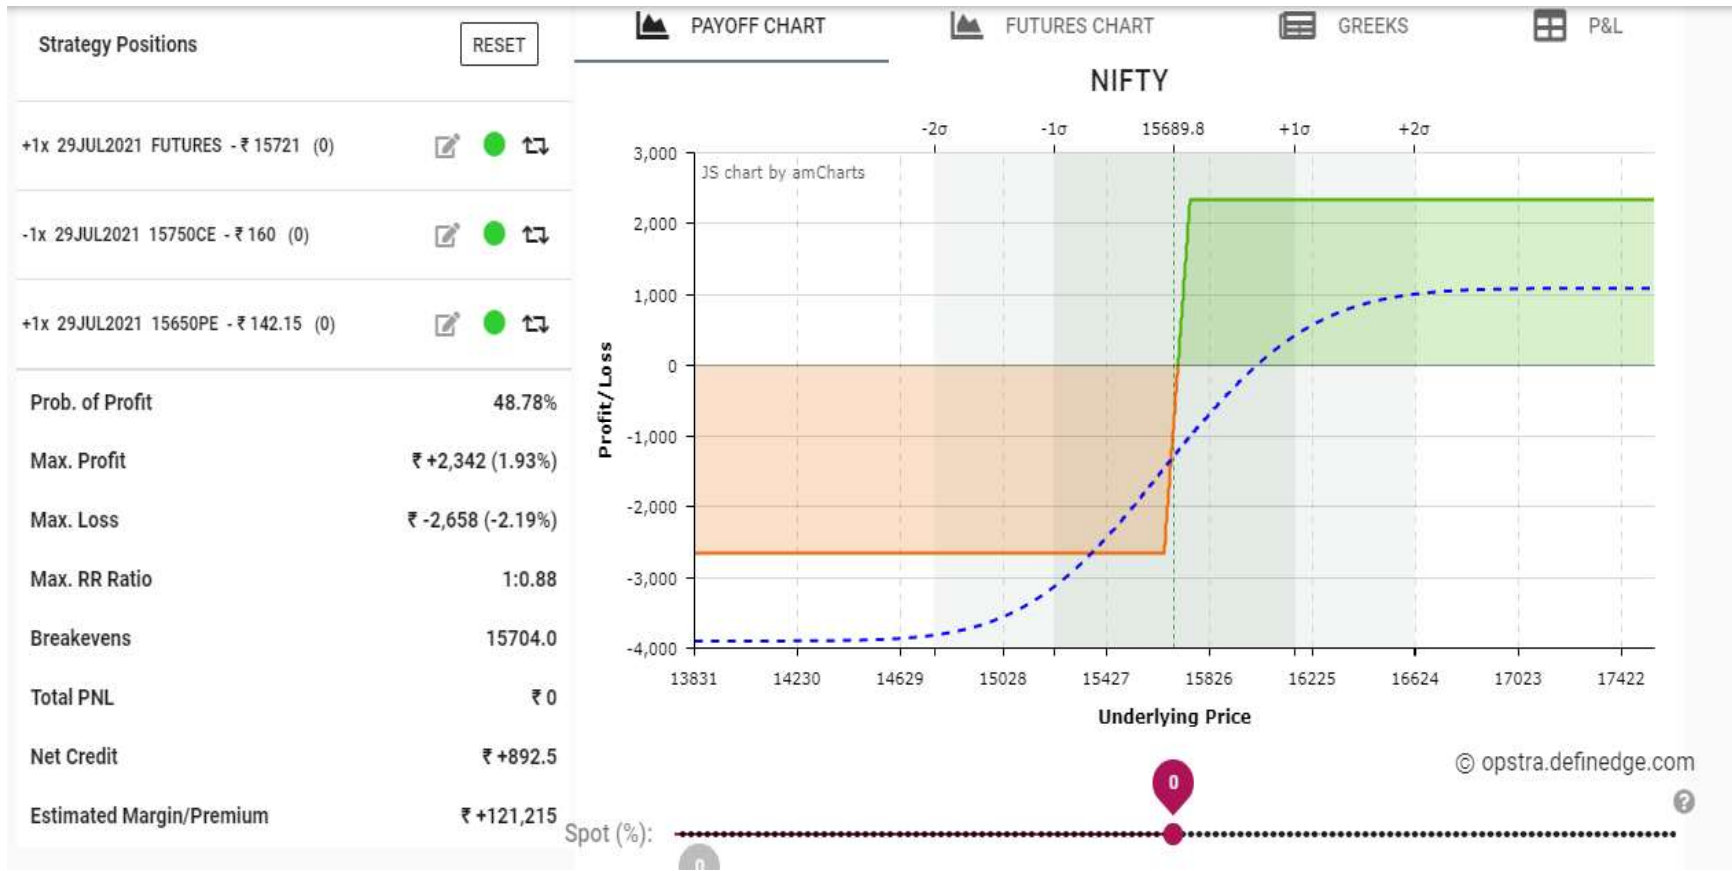 Strategy Positions
RESET
+1x 29JUL2021 FUTURES - ₹ 15721 (0)
-1x 29JUL2021 15750CE - ₹ 160 (0)
+1x 29JUL2021 15650PE - ₹ 142.15 (0)
Prob. of Profit 48.78%
Max. Profit ₹ +2,342 (1.93%)
Max. Loss ₹ -2,658 (-2.19%)
Max. RR Ratio 1:0.88
Breakevens 15704.0
Total PNL ₹ 0
Net Credit ₹ +892.5
Estimated Margin/Premium ₹ +121,215
PAYOFF CHART FUTURES CHART GREEKS P&L
NIFTY
-2σ -1σ 15689.8 +1σ +2σ
JS chart by amCharts
3,000
2,000
1,000
0
-1,000
-2,000
-3,000
-4,000
Profit/Loss
13831 14230 14629 15028 15427 15826 16225 16624 17023 17422
Underlying Price
© opstra.definedge.com
0
?
Spot (%):
0